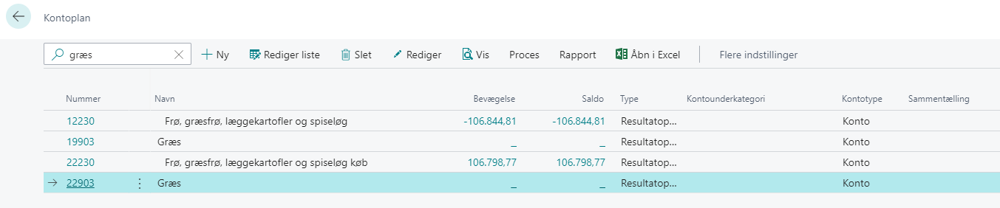 Kontoplan
græs Ny Rediger liste Slet Rediger Vis Proces Rapport Åbn i Excel Flere indstillinger
Nummer Navn Bevægelse Saldo Type Kontounderkategori Kontotype Sammentælling
12230 Frø, græsfrø, læggekartofler og spiseløg -106.844,81 -106.844,81 Resultatop... Konto
19903 Græs _ _ Resultatop... Konto
22230 Frø, græsfrø, læggekartofler og spiseløg køb 106.798,77 106.798,77 Resultatop... Konto
22903 Græs _ _ Resultatop... Konto